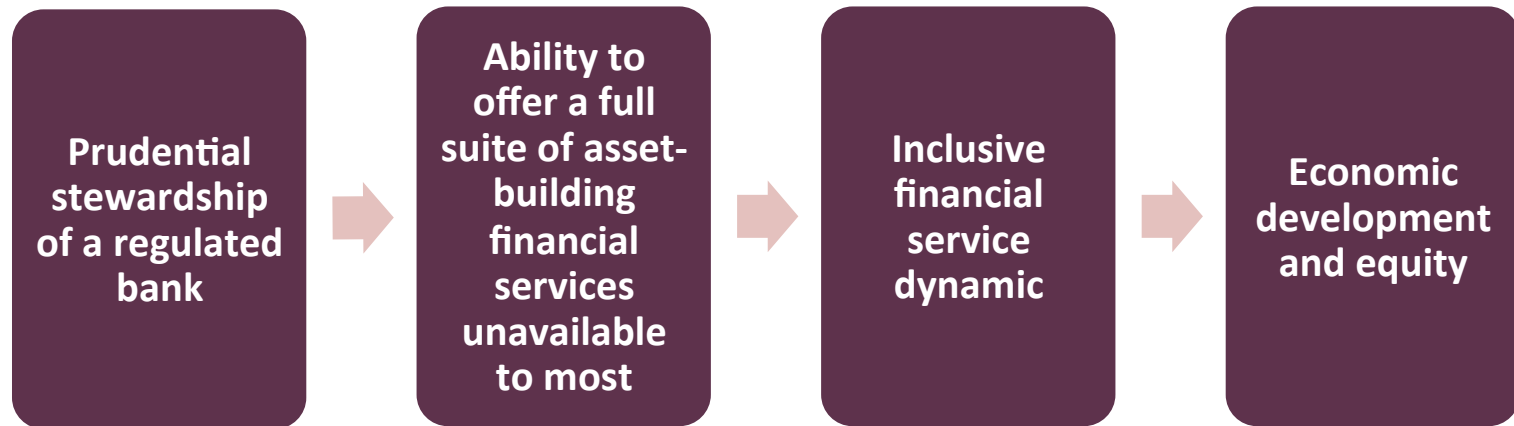 Prudential
stewardship
of a regulated
bank
Ability to
offer a full
suite of asset-
building
financial
services
unavailable
to most
Inclusive
financial
service
dynamic
Economic
development
and equity